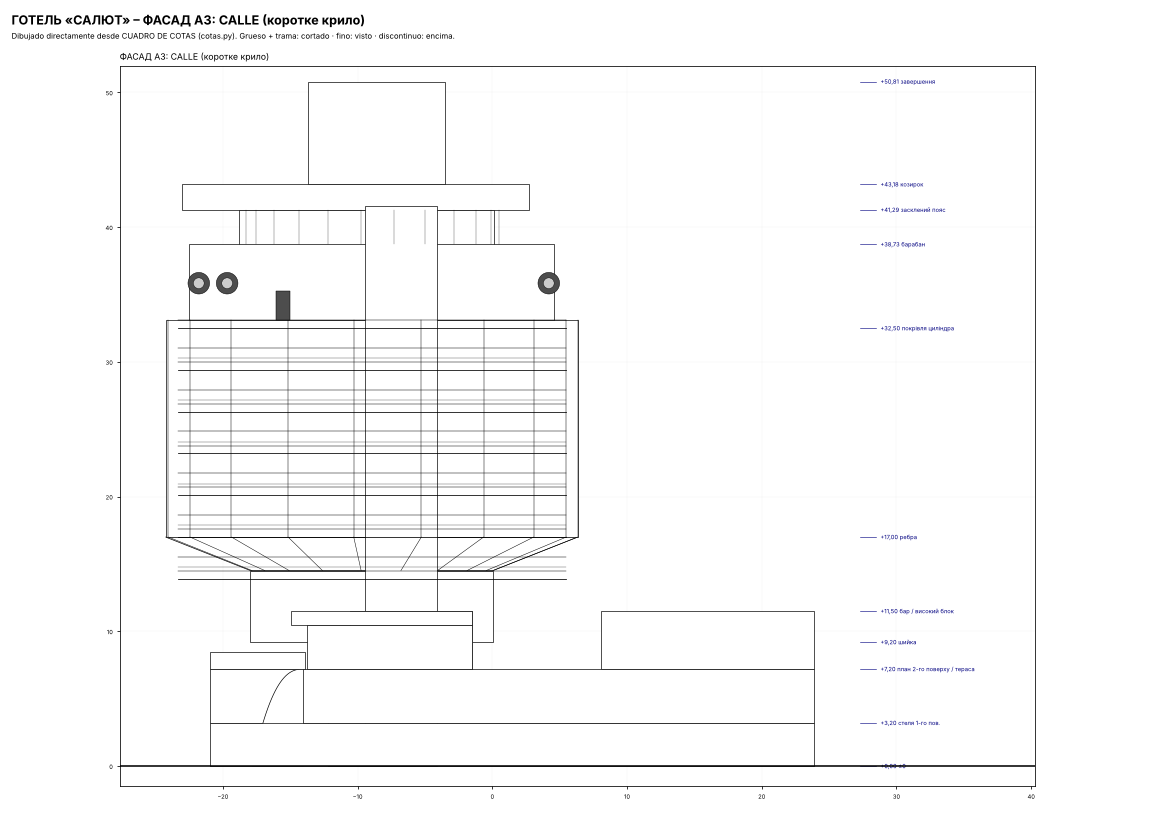 ГОТЕЛЬ «САЛЮТ» – ФАСАД A3: CALLE (коротке крило)
Dibujado directamente desde CUADRO DE COTAS (cotas.py). Grueso + trama: cortado · fino: visto · discontinuo: encima.
ФАСАД A3: CALLE (коротке крило)
+50,81 завершення
50
+43,18 козирок
+41,29 засклений пояс
40
+38,73 барабан
+32,50 покрівля циліндра
30
20
+17,00 ребра
+11,50 бар / високий блок
10
+9,20 шийка
+7,20 план 2-го поверху / тераса
+3,20 стеля 1-го пов.
0
−20 −10 0 10 20 30 40